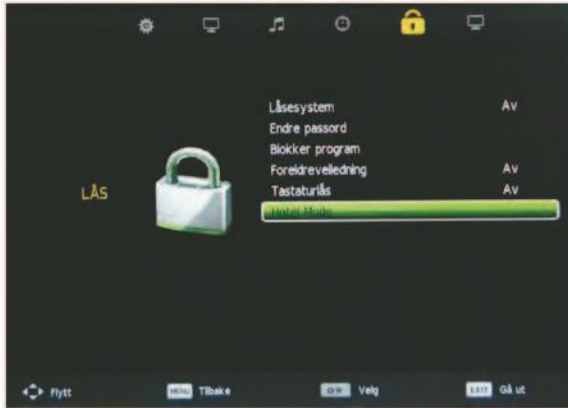 Låsesystem Av
Endre passord
Blokker program
Foreldreveiledning Av
Tastaturlås Av
LÅS
Hotel Mode
Flytt MENU Tilbake OK Velg EXIT Gå ut